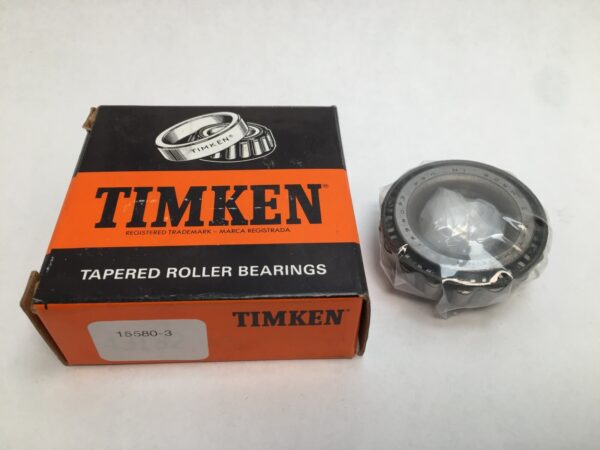 TIMKEN®
TIMKEN®
REGISTERED TRADEMARK – MARCA REGISTRADA
TAPERED ROLLER BEARINGS
TIMKEN®
15580-3